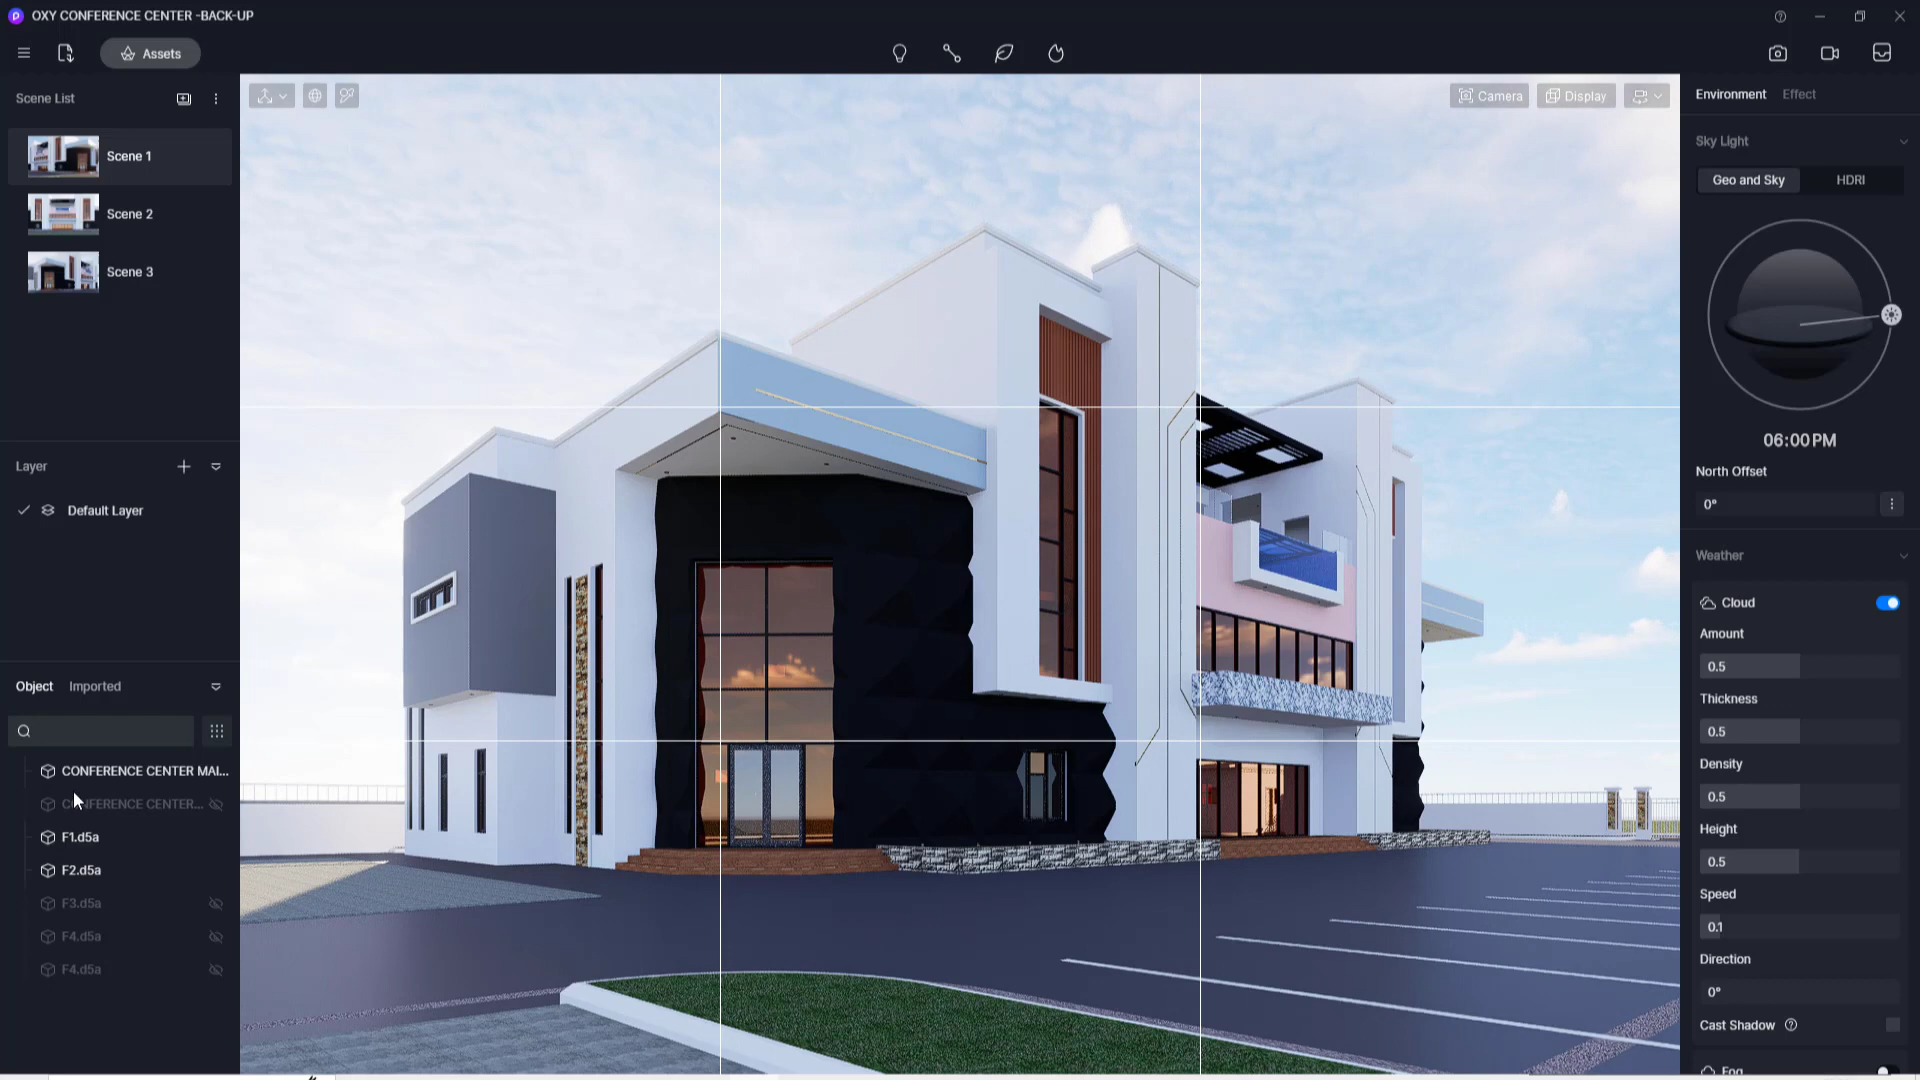 OXY CONFERENCE CENTER -BACK-UP
Assets
Scene List
Scene 1
Scene 2
Scene 3
Layer
Default Layer
Object Imported
CONFERENCE CENTER MAI...
CONFERENCE CENTER...
F1.d5a
F2.d5a
F3.d5a
F4.d5a
F4.d5a
Camera Display
Environment Effect
Sky Light
Geo and Sky HDRI
06:00PM
North Offset
0°
Weather
Cloud
Amount
0.5
Thickness
0.5
Density
0.5
Height
0.5
Speed
0.1
Direction
0°
Cast Shadow
Fog